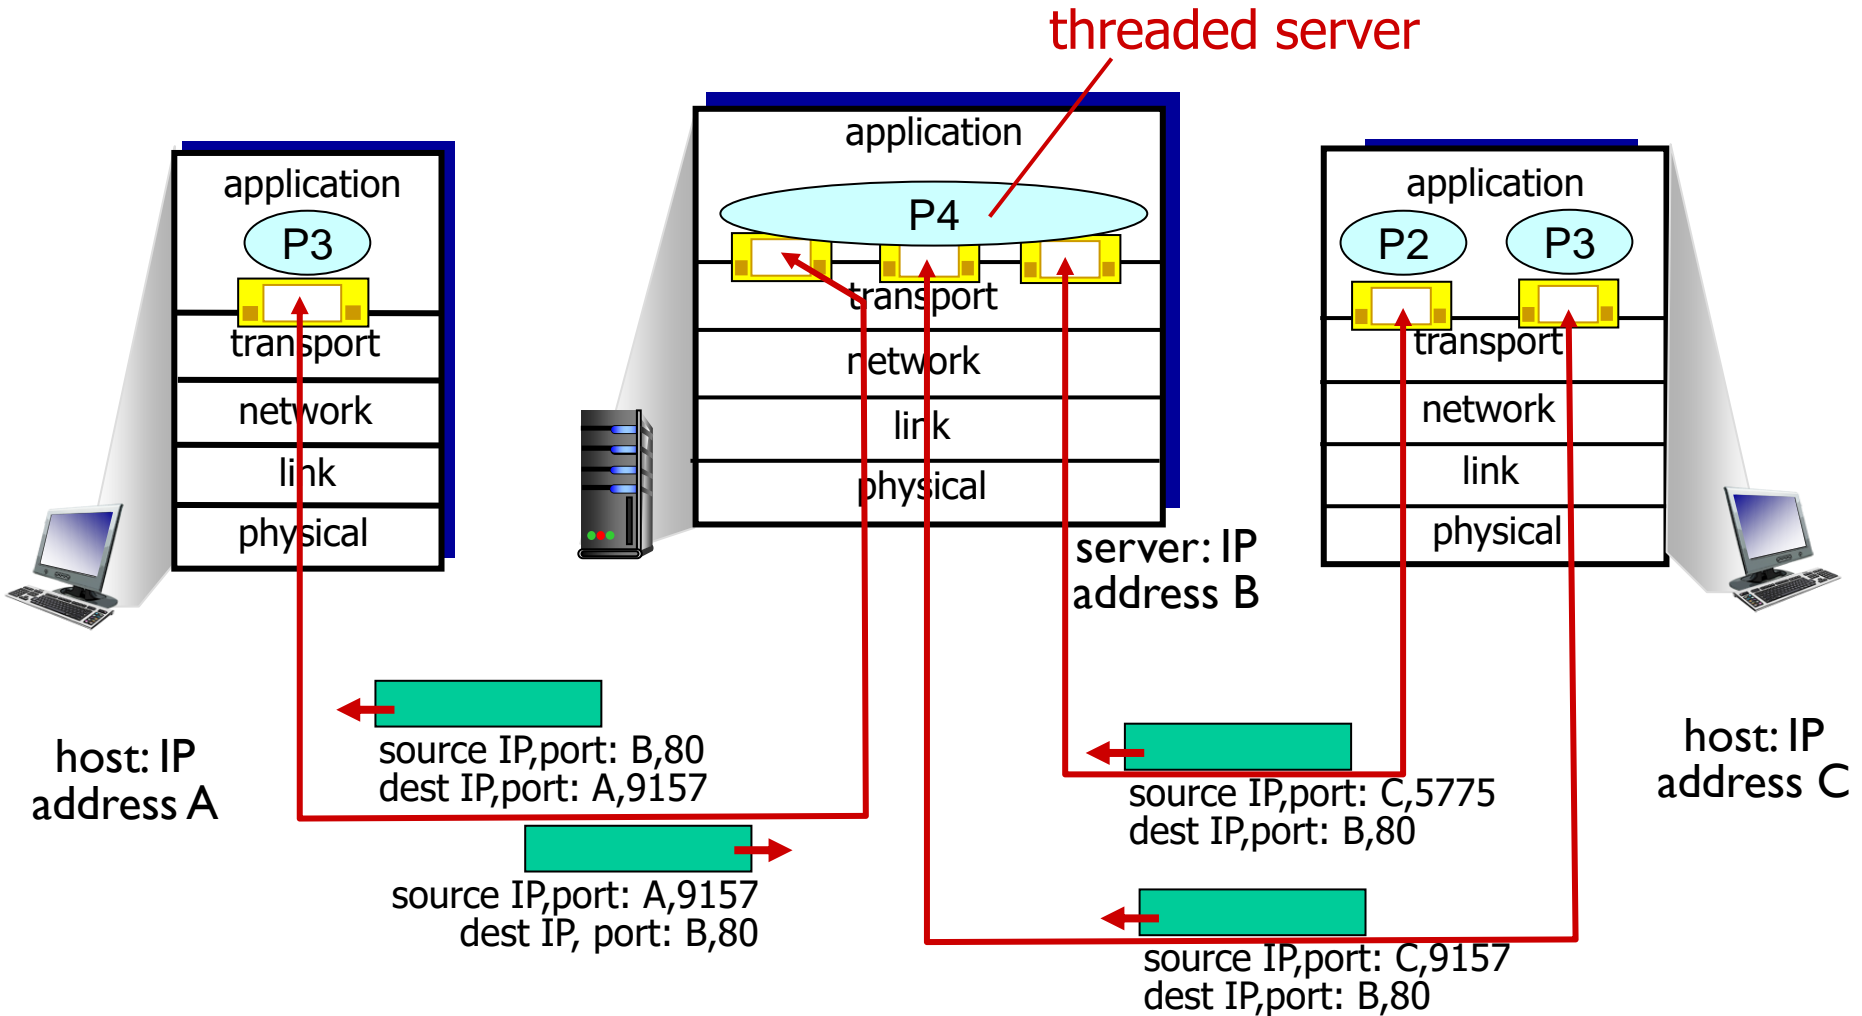 threaded server
application
P3
transport
network
link
physical
host: IP
address A
application
P4
transport
network
link
physical
server: IP
address B
application
P2
P3
transport
network
link
physical
host: IP
address C
source IP,port: B,80
dest IP,port: A,9157
source IP,port: A,9157
dest IP, port: B,80
source IP,port: C,5775
dest IP,port: B,80
source IP,port: C,9157
dest IP,port: B,80